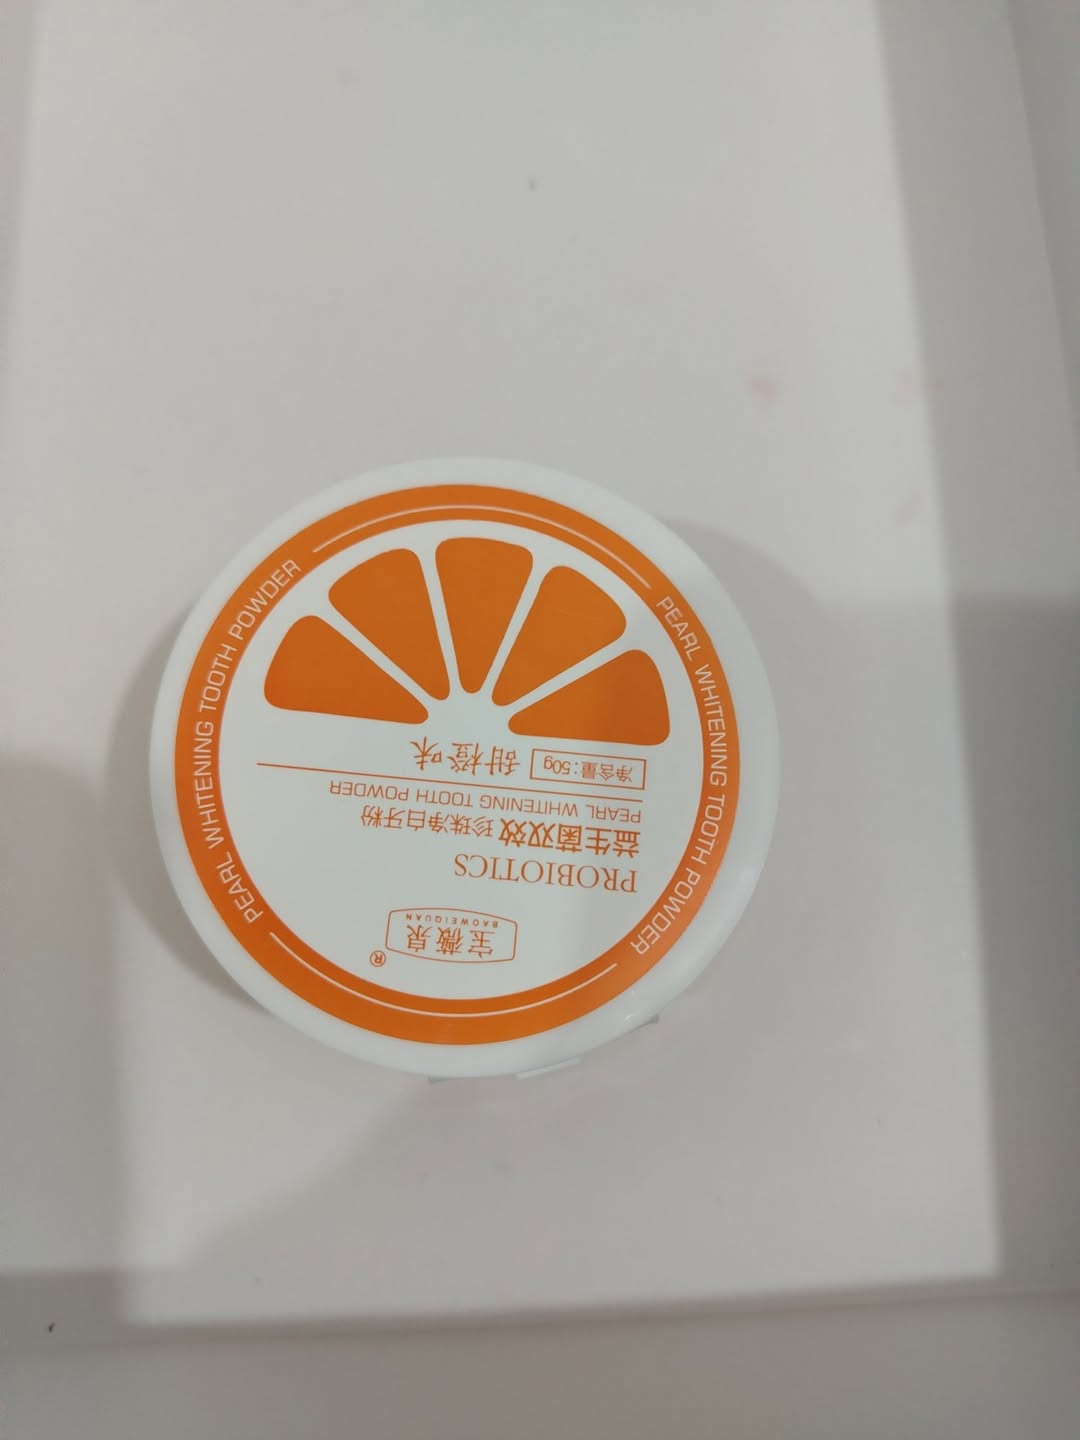 宝薇泉®
BAOWEIQUAN
PROBIOTICS
益生菌双效 珍珠净白牙粉
PEARL WHITENING TOOTH POWDER
净含量:50g 甜橙味
PEARL WHITENING TOOTH POWDER
PEARL WHITENING TOOTH POWDER